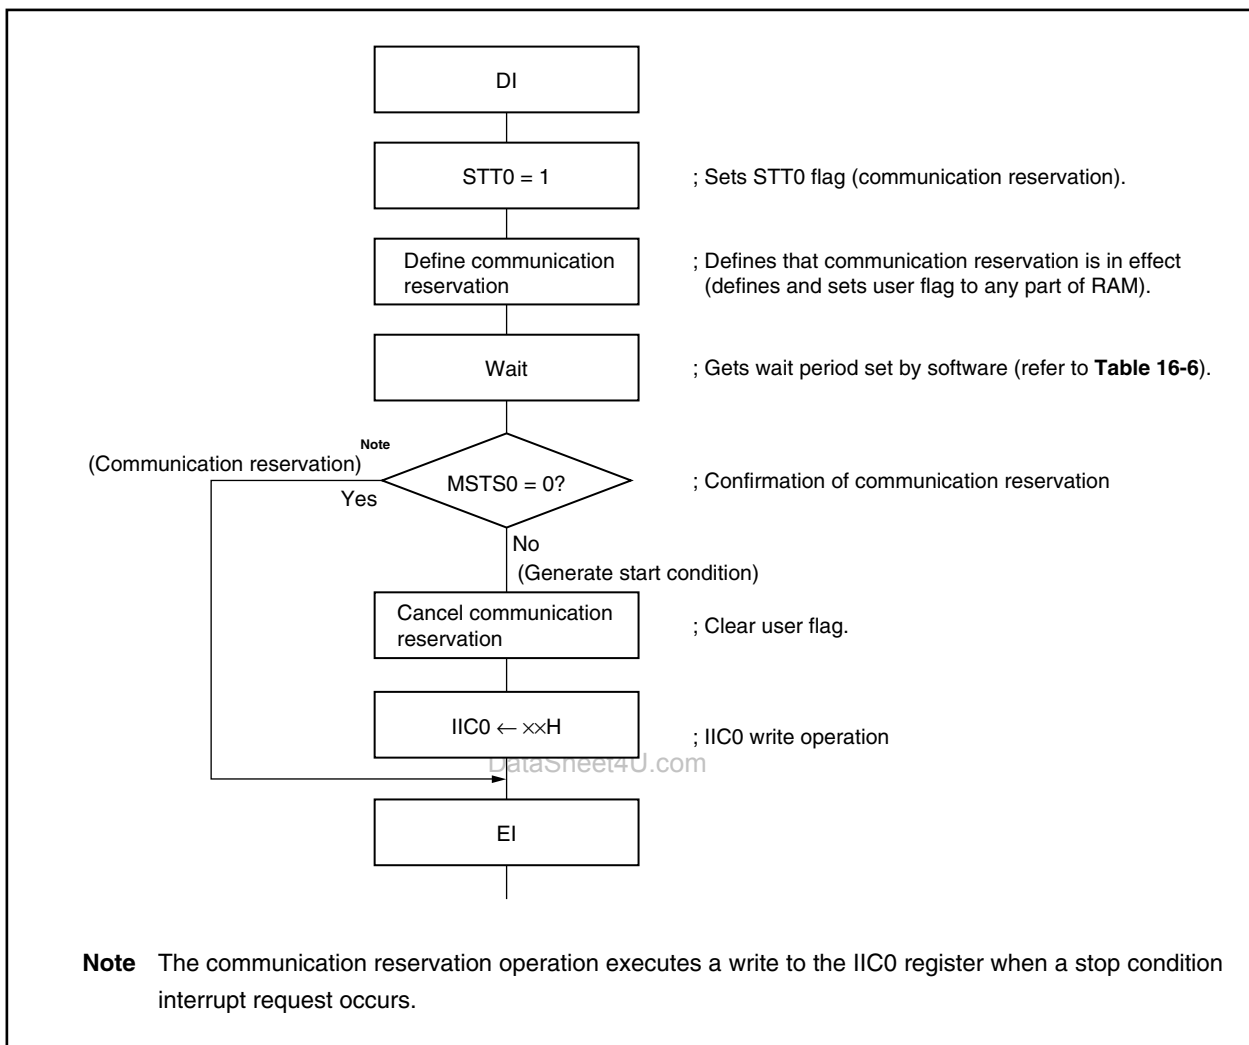 DI
STT0 = 1
; Sets STT0 flag (communication reservation).
Define communication
reservation
; Defines that communication reservation is in effect
(defines and sets user flag to any part of RAM).
Wait
; Gets wait period set by software (refer to Table 16-6).
(Communication reservation) Note
MSTS0 = 0?
; Confirmation of communication reservation
Yes
No
(Generate start condition)
Cancel communication
reservation
; Clear user flag.
IIC0 ← ××H
; IIC0 write operation
DataSheet4U.com
EI
Note The communication reservation operation executes a write to the IIC0 register when a stop condition
interrupt request occurs.